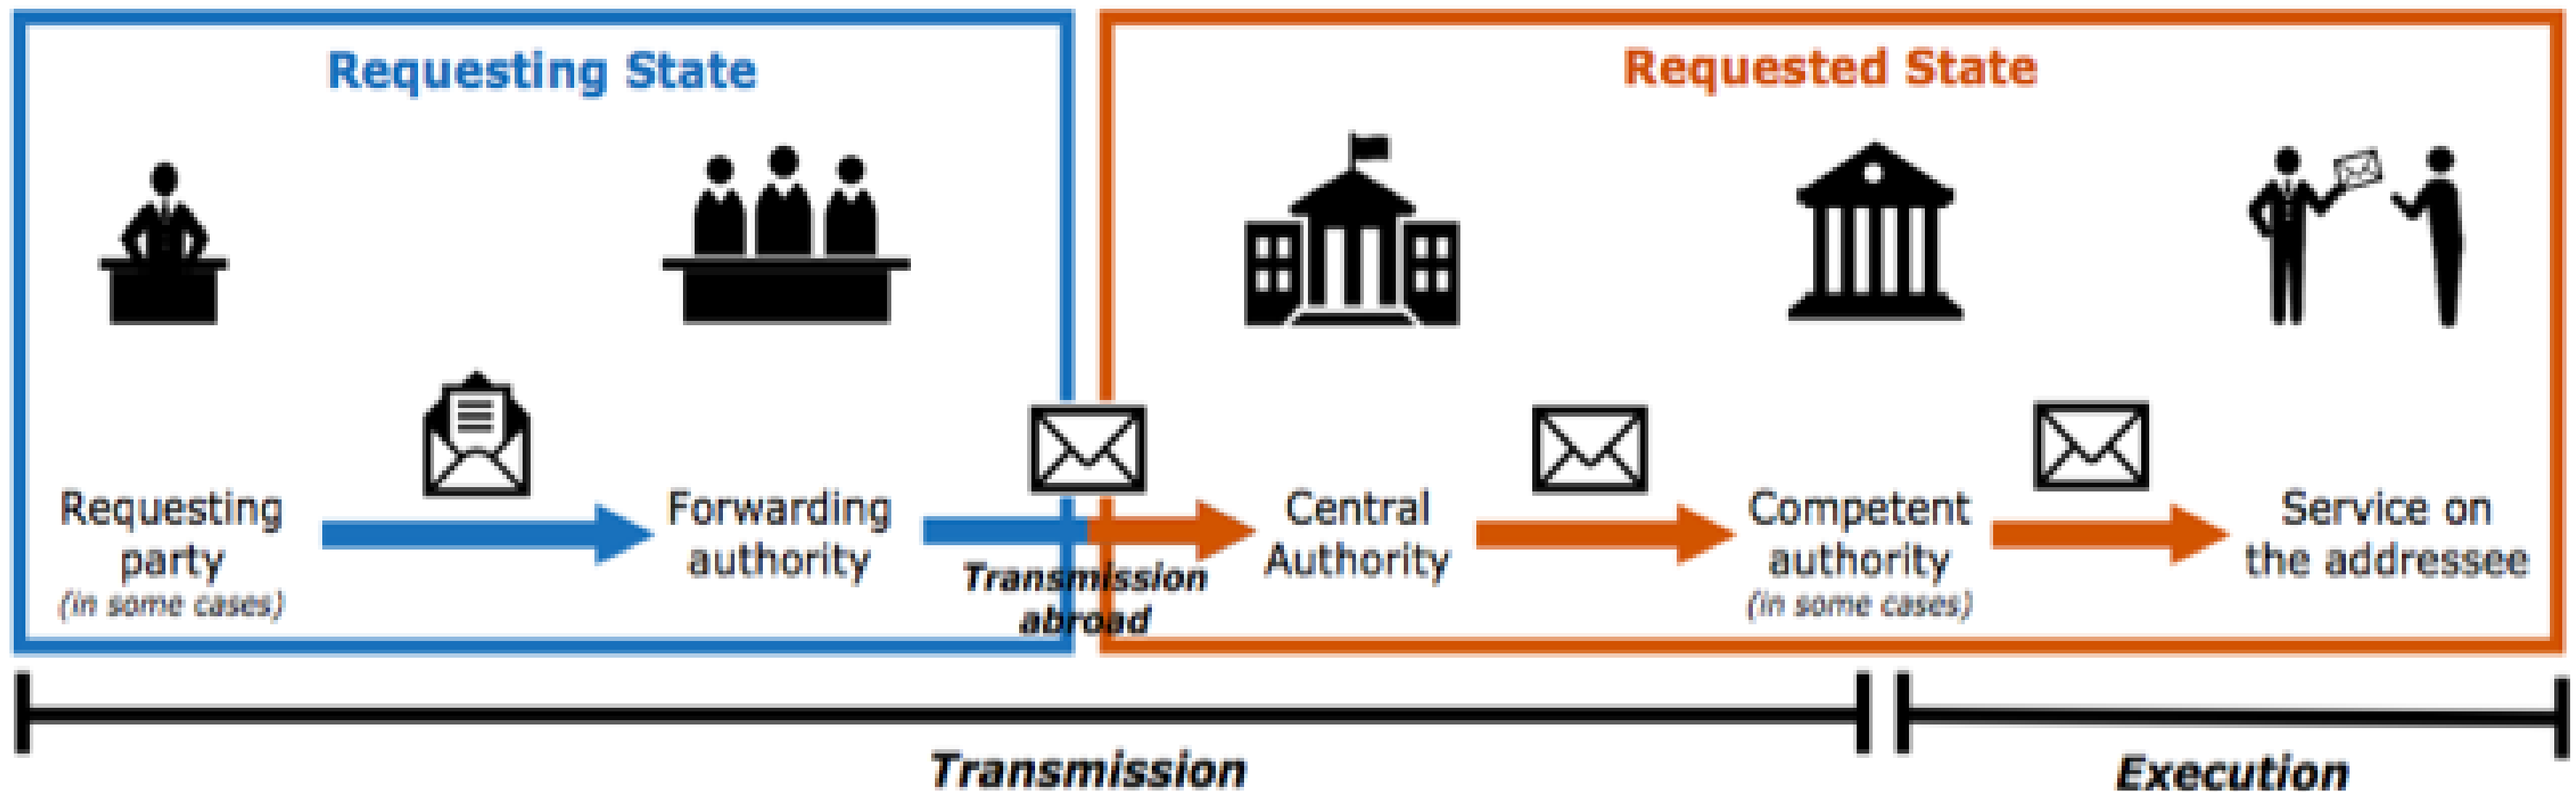 Requesting State
Requested State
Requesting
party
(in some cases)
Forwarding
authority
Transmission
abroad
Central
Authority
Competent
authority
(in some cases)
Service on
the addressee
Transmission
Execution